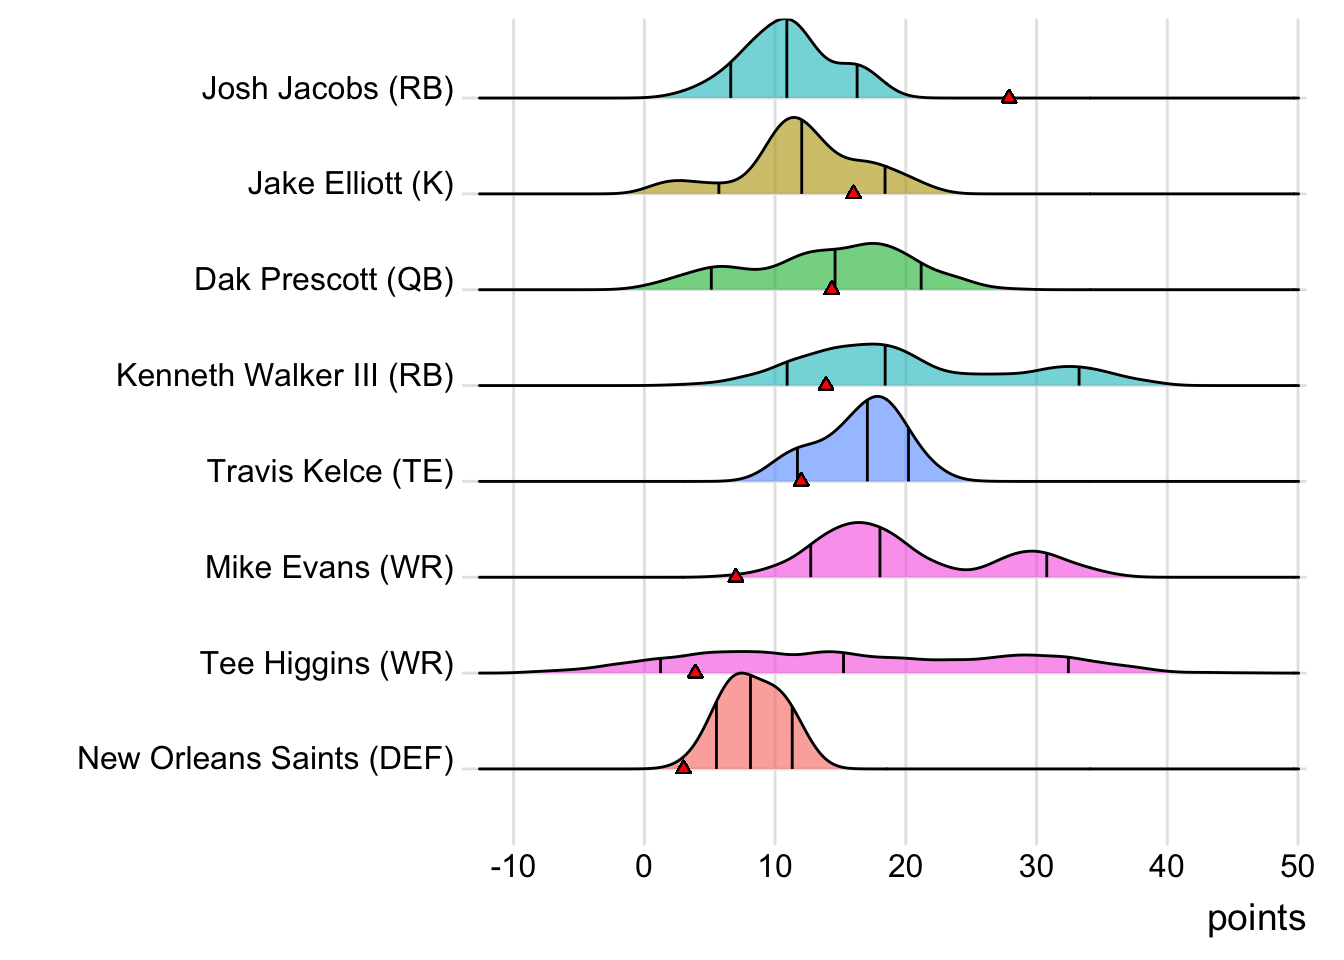 Josh Jacobs (RB)
Jake Elliott (K)
Dak Prescott (QB)
Kenneth Walker III (RB)
Travis Kelce (TE)
Mike Evans (WR)
Tee Higgins (WR)
New Orleans Saints (DEF)
-10 0 10 20 30 40 50
points